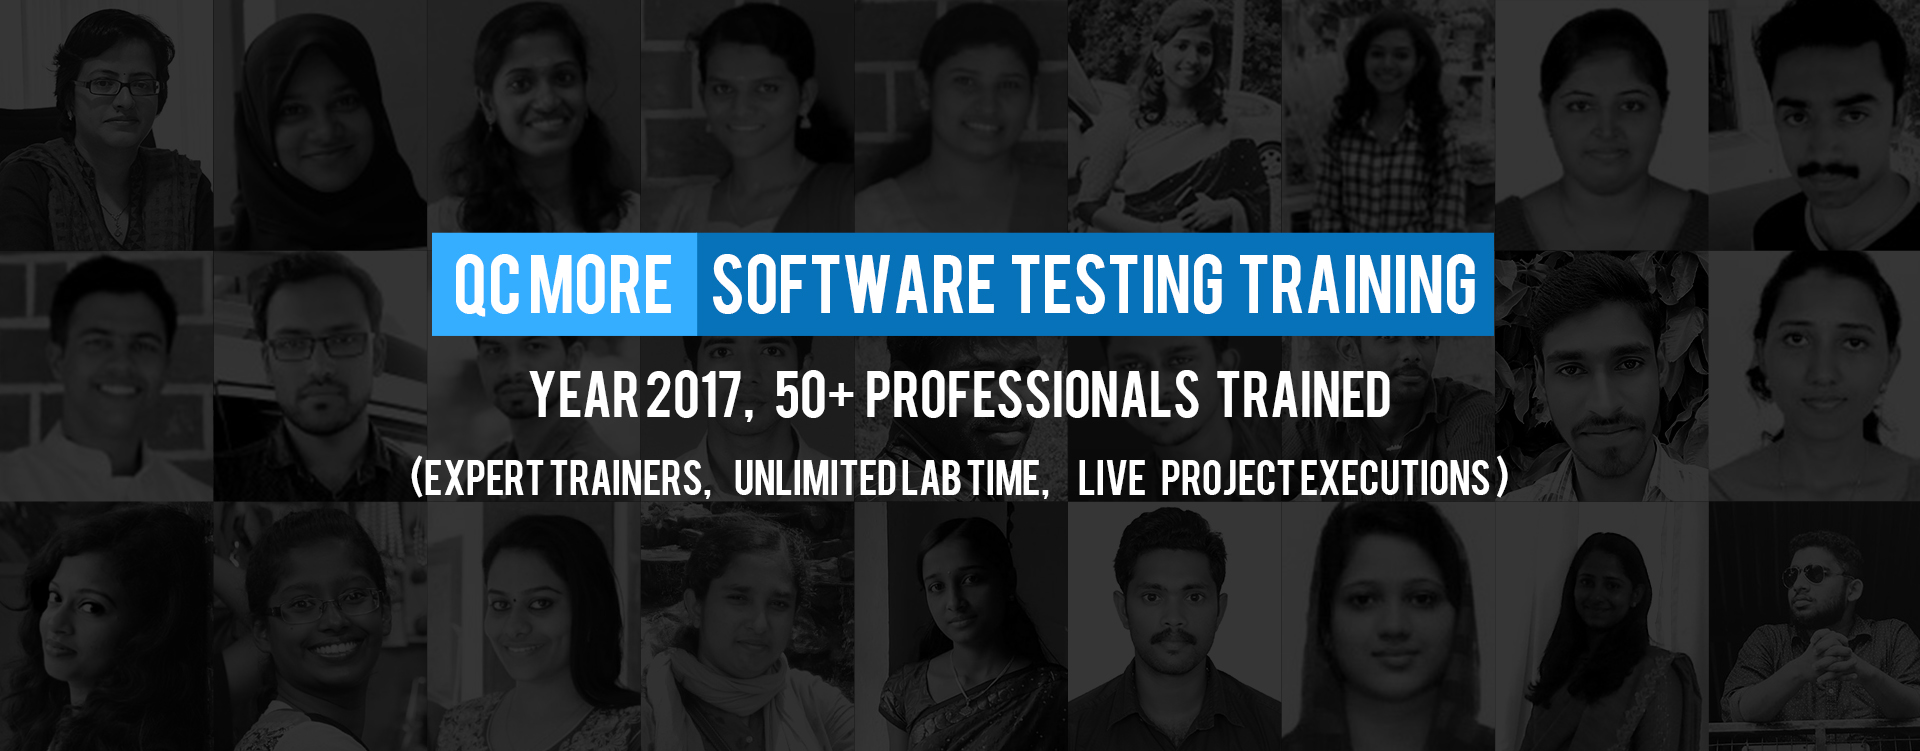 QC MORE SOFTWARE TESTING TRAINING
YEAR 2017, 50+ PROFESSIONALS TRAINED
(EXPERT TRAINERS, UNLIMITED LAB TIME, LIVE PROJECT EXECUTIONS)